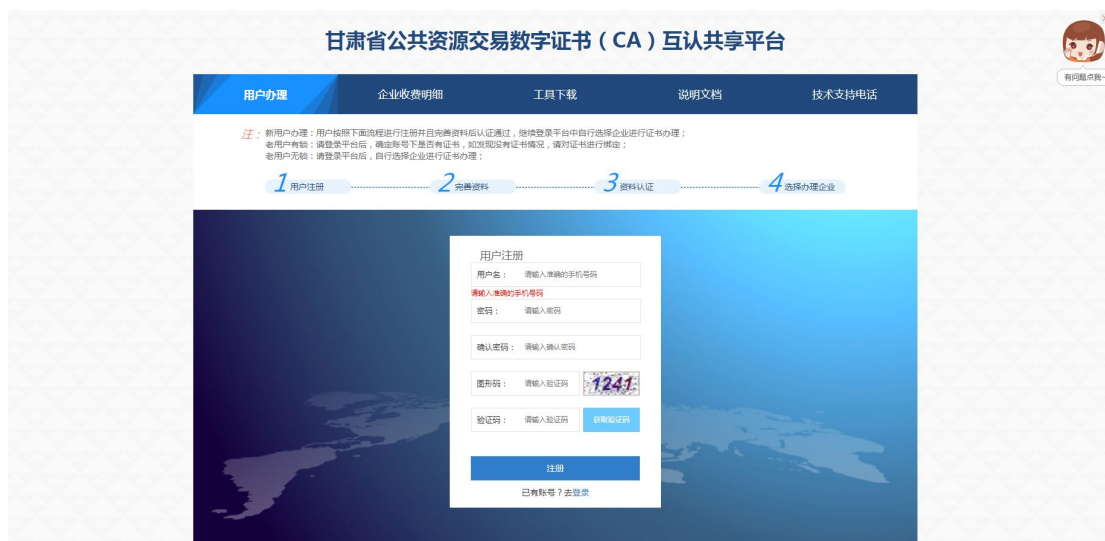 甘肃省公共资源交易数字证书（CA）互认共享平台
有问题点我~
用户办理 企业收费明细 工具下载 说明文档 技术支持电话
注：新用户办理：用户按照下面流程进行注册并且完善资料后认证通过，继续登录平台中自行选择企业进行证书办理；
老用户有锁：请登录平台后，确定账号下是否有证书，如发现没有证书情况，请对证书进行绑定；
老用户无锁：请登录平台后，自行选择企业进行证书办理；
1 用户注册 2 完善资料 3 资料认证 4 选择办理企业
用户注册
用户名： 请输入准确的手机号码
请输入准确的手机号码
密码： 请输入密码
确认密码： 请输入确认密码
图形码： 请输入验证码 1241
验证码： 请输入验证码 获取验证码
注册
已有账号？去登录